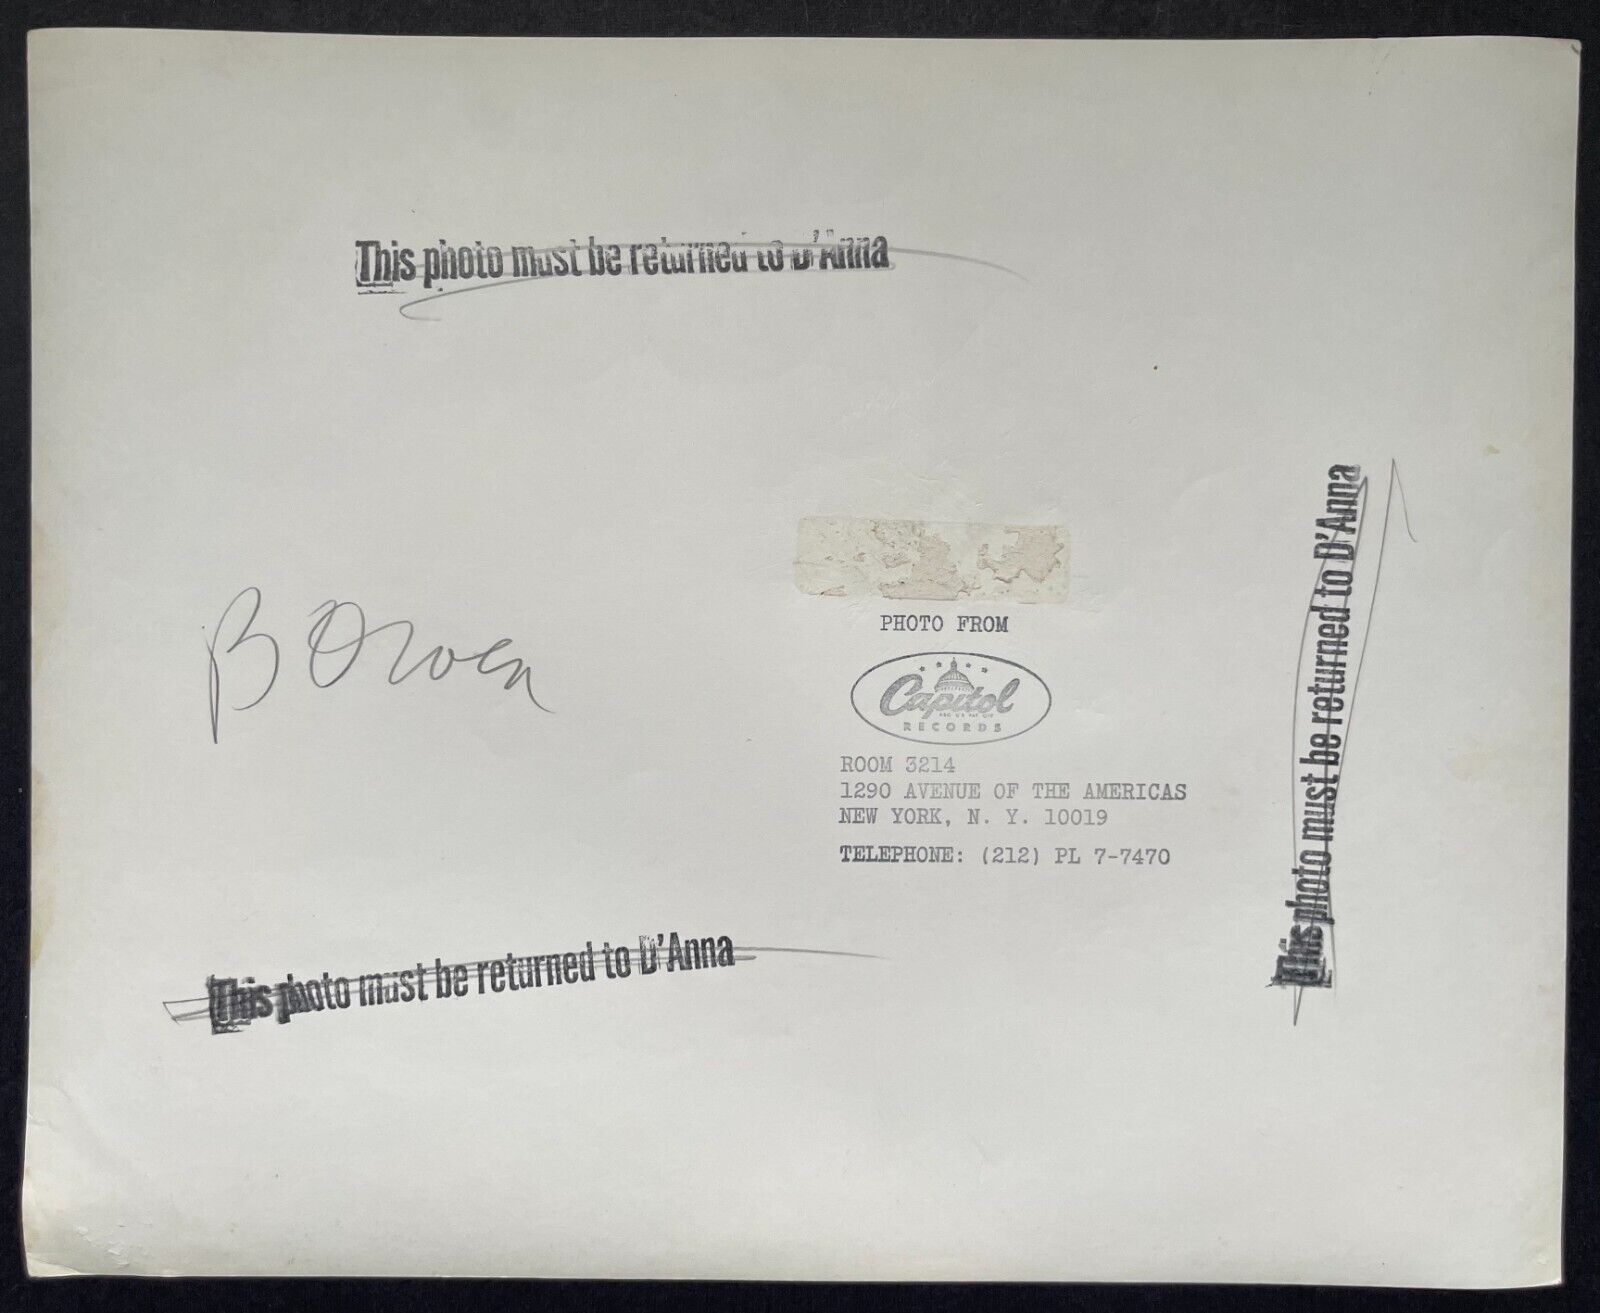 This photo must be returned to D'Anna
PHOTO FROM
Capitol
RECORDS
ROOM 3214
1290 AVENUE OF THE AMERICAS
NEW YORK, N. Y. 10019
TELEPHONE: (212) PL 7-7470
B Owen
This photo must be returned to D'Anna
This photo must be returned to D'Anna